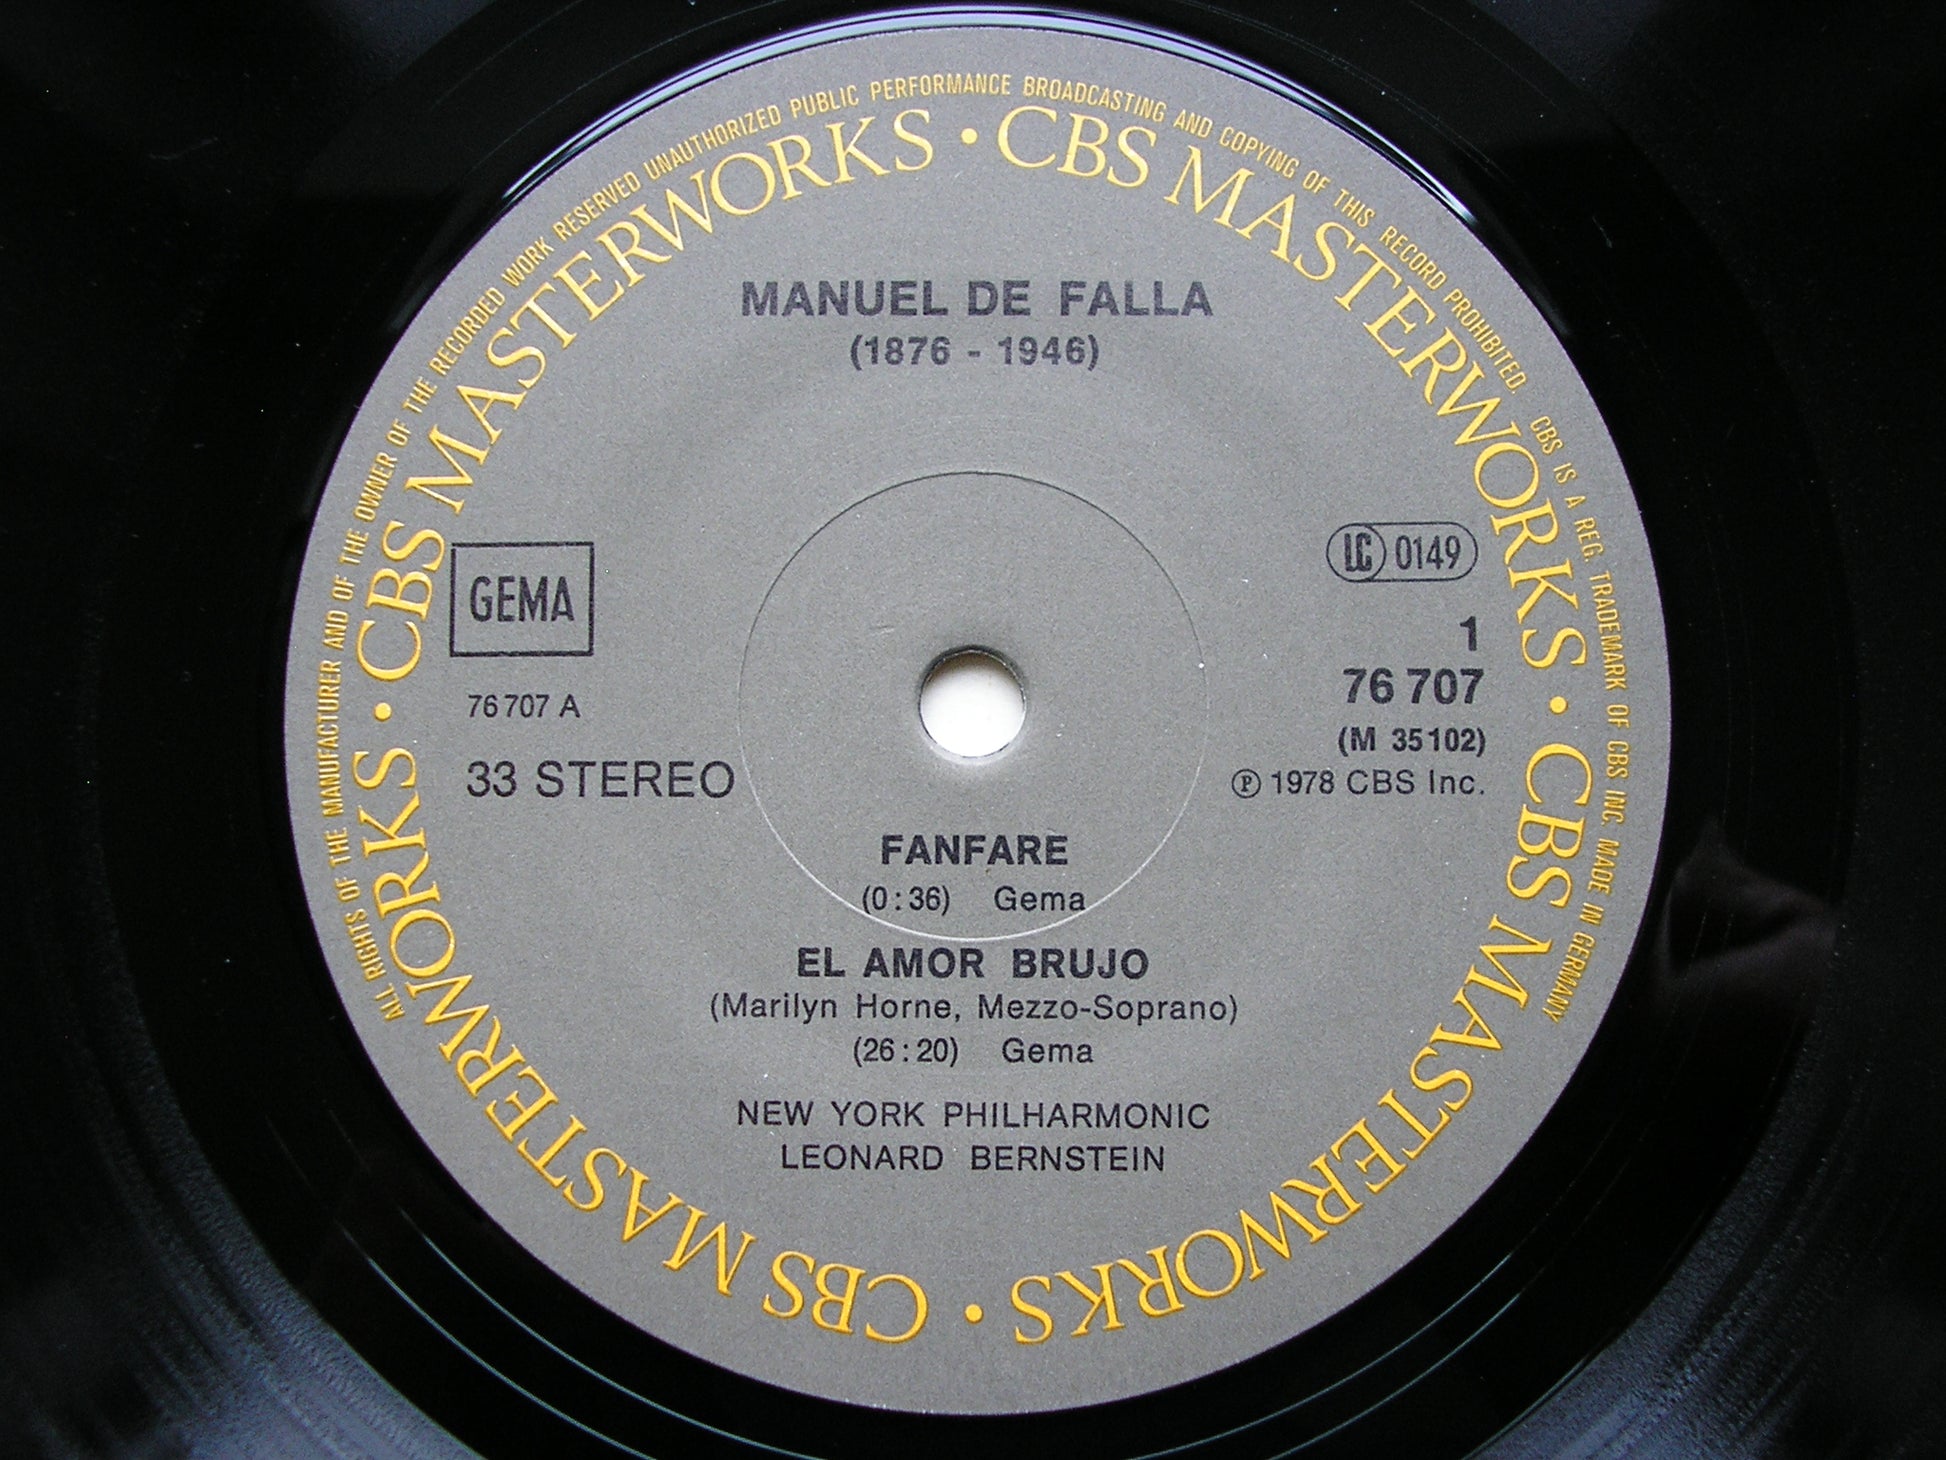 ALL RIGHTS OF THE MANUFACTURER AND OF THE OWNER OF THE RECORDED WORK RESERVED UNAUTHORIZED PUBLIC PERFORMANCE BROADCASTING AND COPYING OF THIS RECORD PROHIBITED. CBS IS A REG. TRADEMARK OF CBS INC. MADE IN GERMANY
CBS MASTERWORKS • CBS MASTERWORKS • CBS MASTERWORKS • CBS MASTERWORKS •
MANUEL DE FALLA
(1876 - 1946)
GEMA
LC 0149
1
76 707 A
76 707
(M 35102)
33 STEREO
℗ 1978 CBS Inc.
FANFARE
(0:36) Gema
EL AMOR BRUJO
(Marilyn Horne, Mezzo-Soprano)
(26:20) Gema
NEW YORK PHILHARMONIC
LEONARD BERNSTEIN